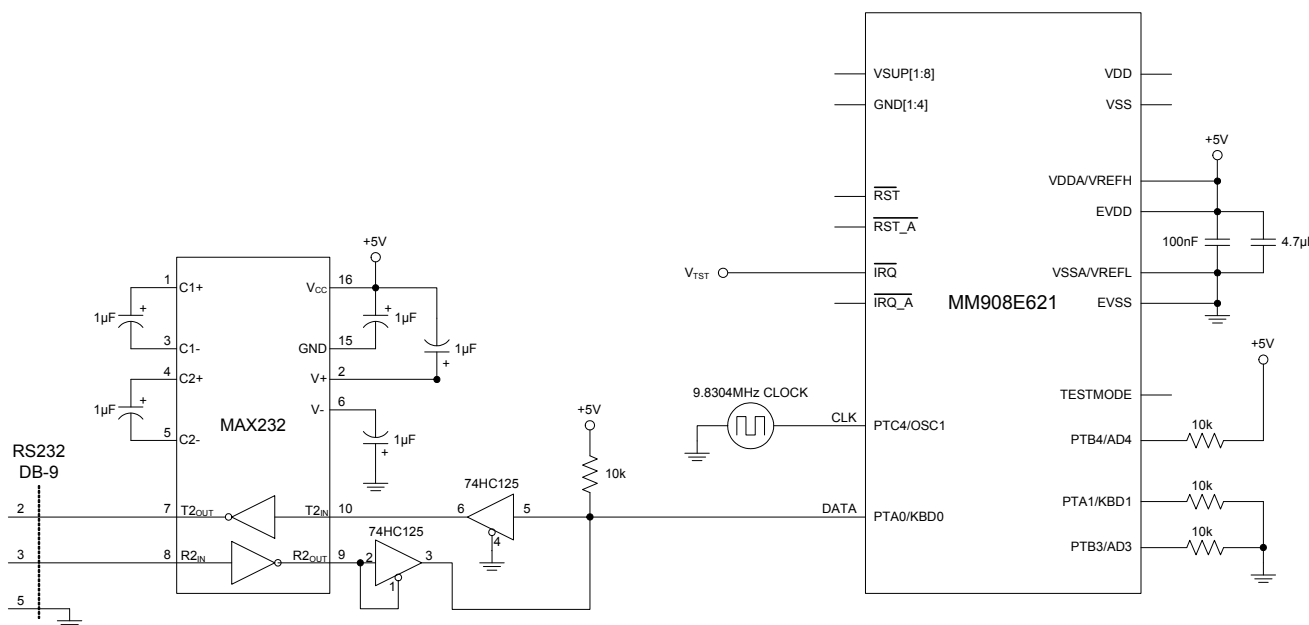 VSUP[1:8]
VDD
GND[1:4]
VSS
+5V
VDDA/VREFH
RST
EVDD
RST_A
100nF
4.7µ
+5V
VTST
IRQ
VSSA/VREFL
MM908E621
1
C1+
VCC
16
IRQ_A
EVSS
1µF
+
+
1µF
3
C1-
GND
15
1µF
+
+5V
4
C2+
V+
2
9.8304MHz CLOCK
TESTMODE
1µF
+
V-
6
MAX232
CLK
PTC4/OSC1
10k
PTB4/AD4
5
C2-
1µF
+
+5V
RS232
DB-9
10k
74HC125
10k
PTA1/KBD1
2
7
T2OUT
T2IN
10
6
5
DATA
PTA0/KBD0
4
74HC125
10k
PTB3/AD3
3
8
R2IN
R2OUT
9
2
3
1
5